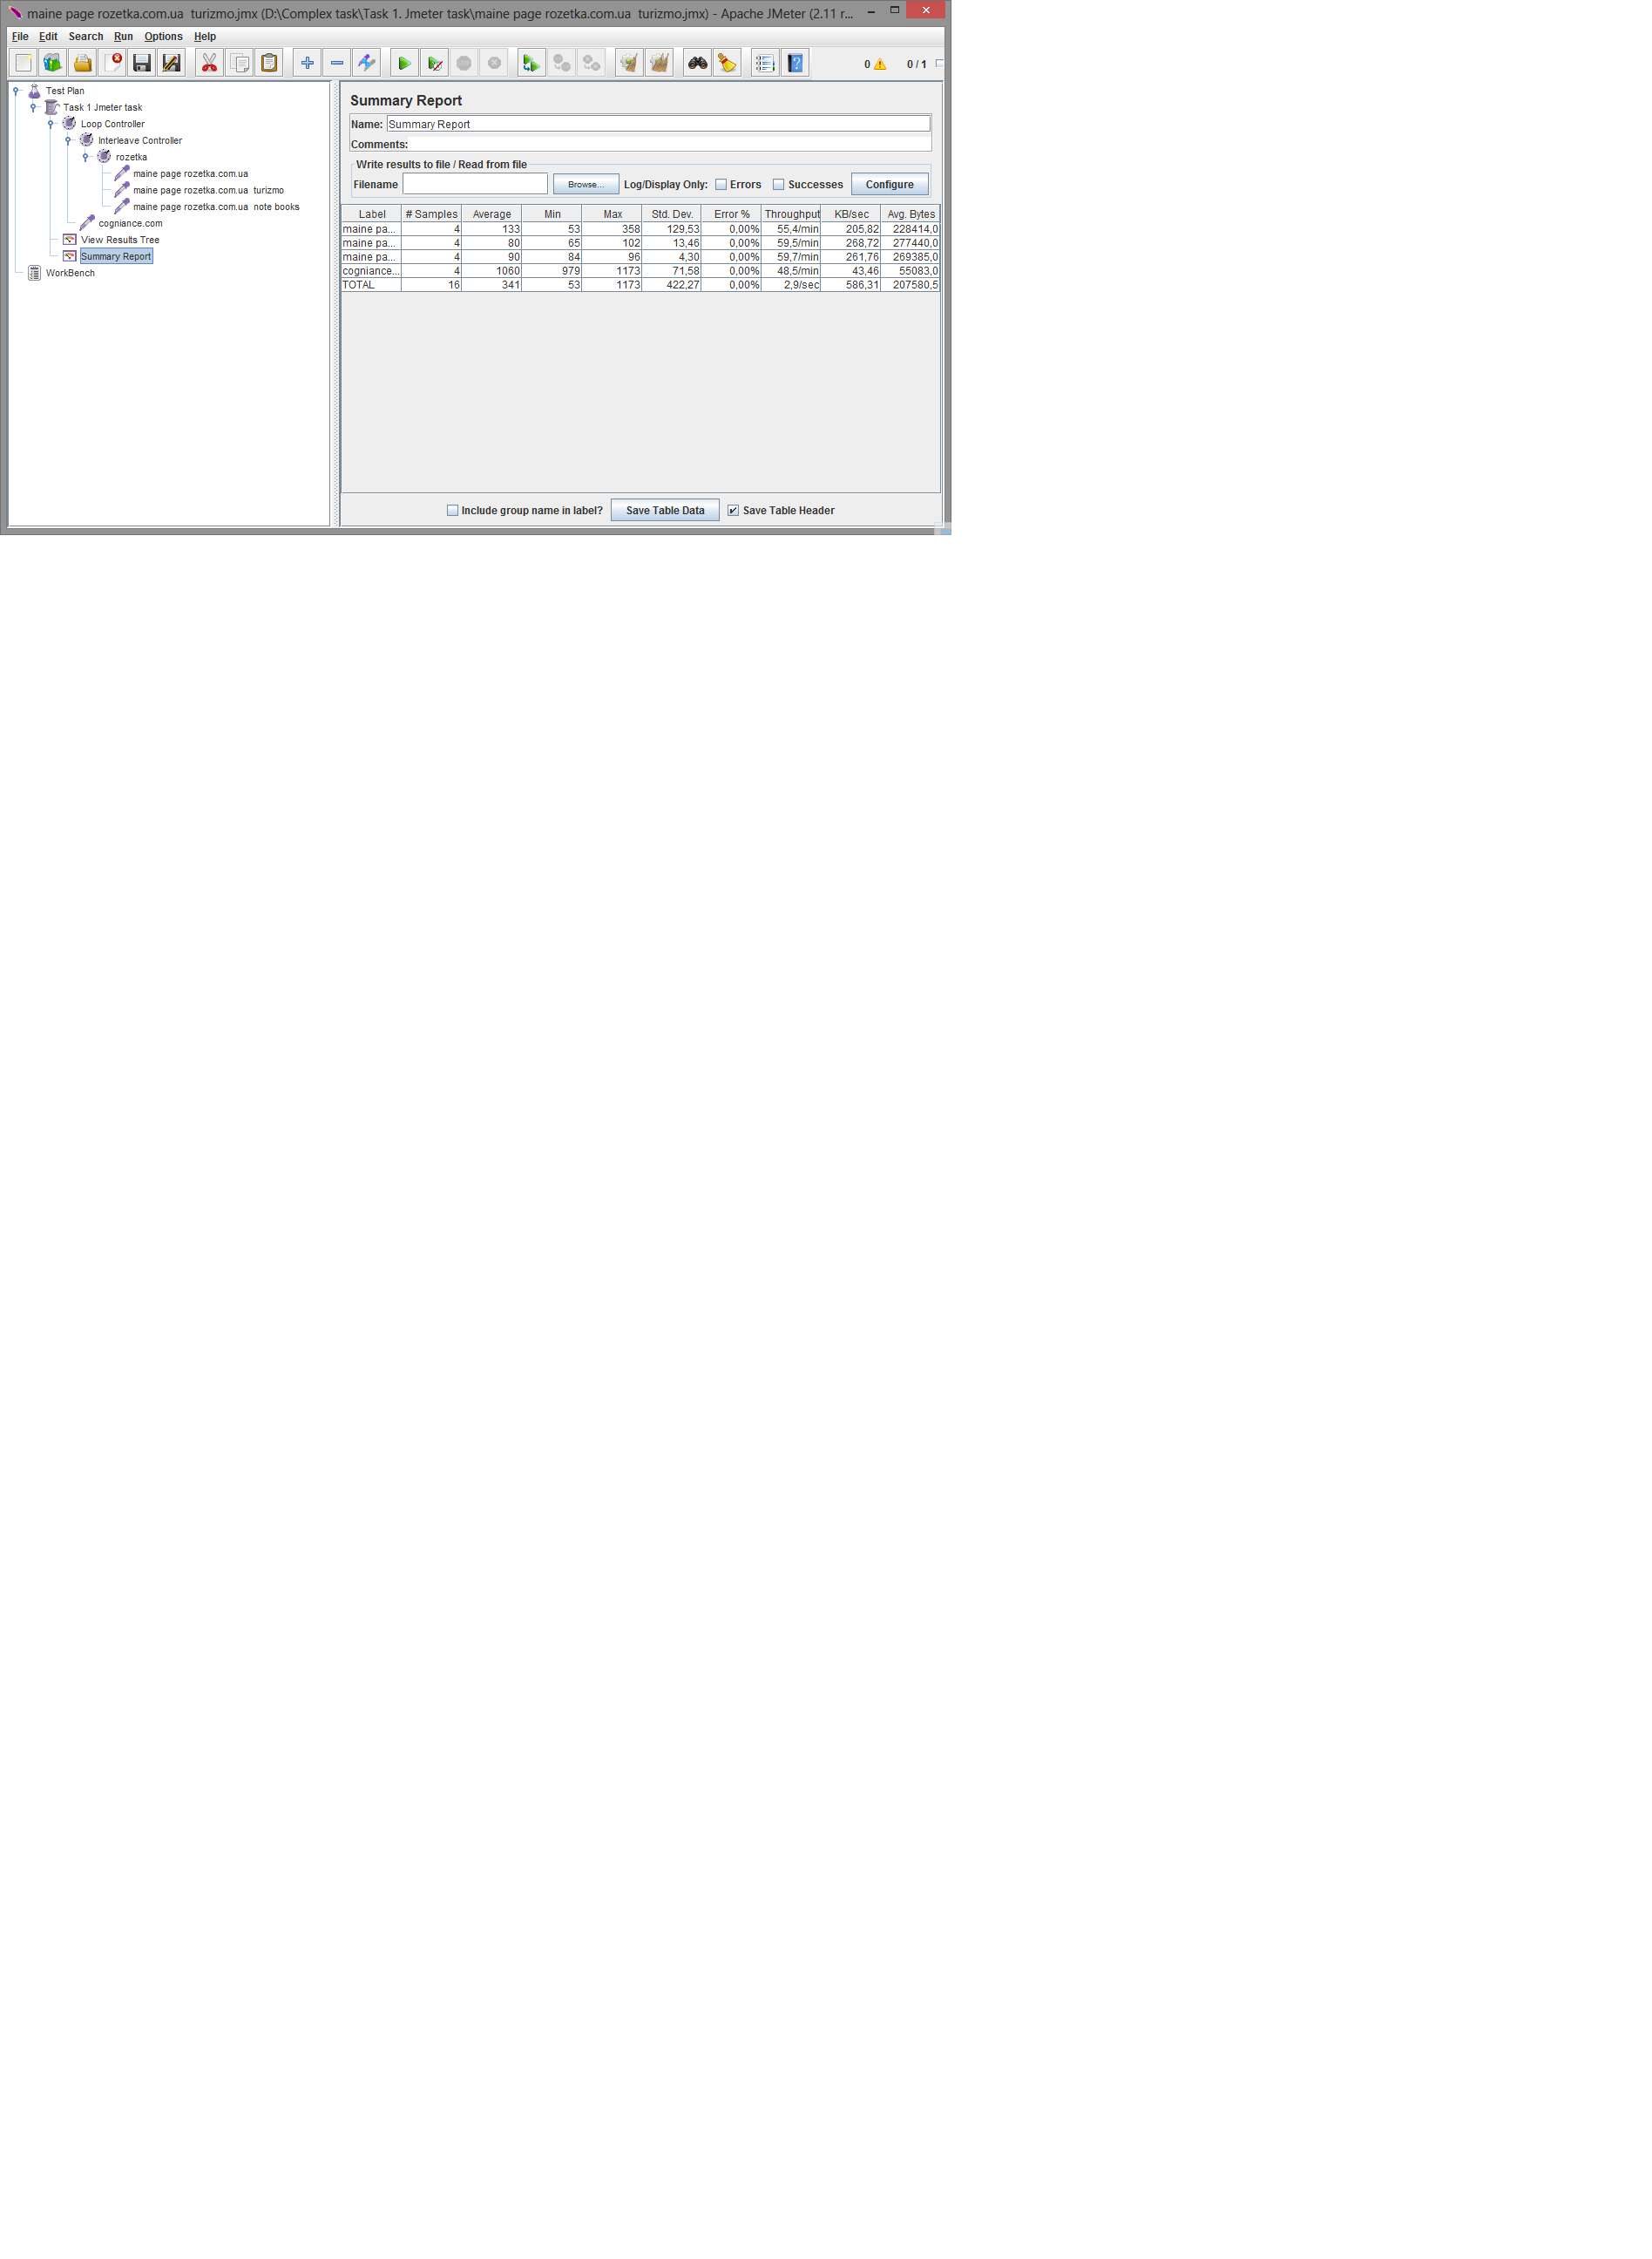 maine page rozetka.com.ua  turizmo.jmx (D:\Complex task\Task 1. Jmeter task\maine page rozetka.com.ua  turizmo.jmx) - Apache JMeter (2.11 r...
File Edit Search Run Options Help
0 0 / 1
Test Plan
Task 1 Jmeter task
Loop Controller
Interleave Controller
rozetka
maine page rozetka.com.ua
maine page rozetka.com.ua  turizmo
maine page rozetka.com.ua  note books
cogniance.com
View Results Tree
Summary Report
WorkBench
Summary Report
Name: Summary Report
Comments:
Write results to file / Read from file
Filename Browse... Log/Display Only: Errors Successes Configure
Label # Samples Average Min Max Std. Dev. Error % Throughput KB/sec Avg. Bytes
maine pa... 4 133 53 358 129,53 0,00% 55,4/min 205,82 228414,0
maine pa... 4 80 65 102 13,46 0,00% 59,5/min 268,72 277440,0
maine pa... 4 90 84 96 4,30 0,00% 59,7/min 261,76 269385,0
cogniance... 4 1060 979 1173 71,58 0,00% 48,5/min 43,46 55083,0
TOTAL 16 341 53 1173 422,27 0,00% 2,9/sec 586,31 207580,5
Include group name in label? Save Table Data Save Table Header